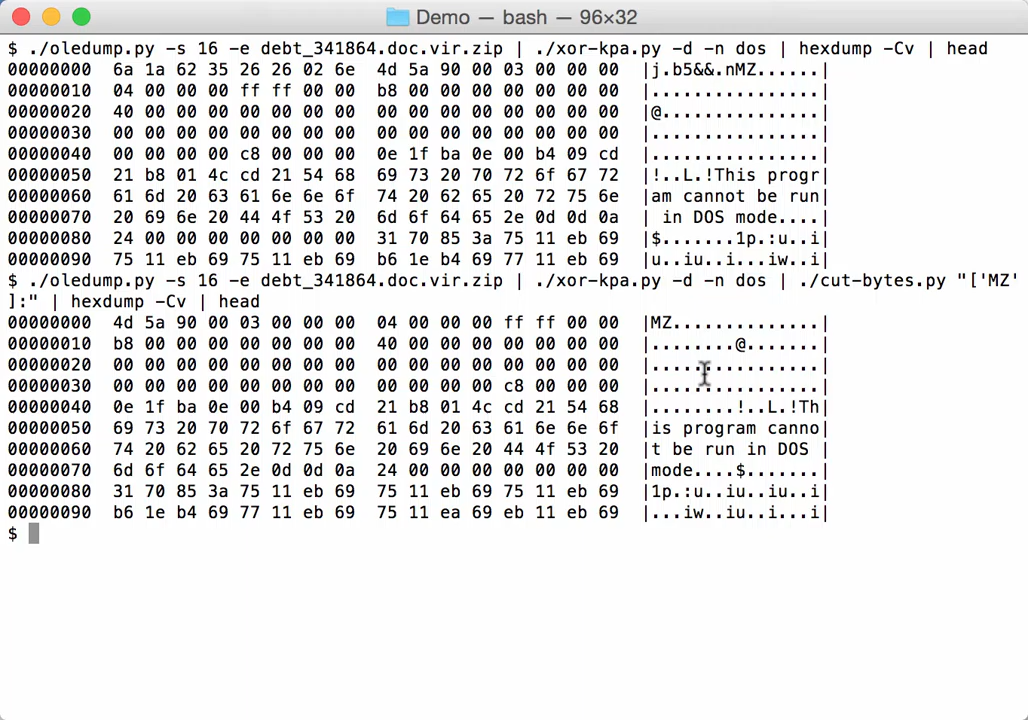 Demo — bash — 96×32
$ ./oledump.py -s 16 -e debt_341864.doc.vir.zip | ./xor-kpa.py -d -n dos | hexdump -Cv | head
00000000  6a 1a 62 35 26 26 02 6e  4d 5a 90 00 03 00 00 00  |j.b5&&.nMZ......|
00000010  04 00 00 00 ff ff 00 00  b8 00 00 00 00 00 00 00  |................|
00000020  40 00 00 00 00 00 00 00  00 00 00 00 00 00 00 00  |@...............|
00000030  00 00 00 00 00 00 00 00  00 00 00 00 00 00 00 00  |................|
00000040  00 00 00 00 c8 00 00 00  0e 1f ba 0e 00 b4 09 cd  |................|
00000050  21 b8 01 4c cd 21 54 68  69 73 20 70 72 6f 67 72  |!..L.!This progr|
00000060  61 6d 20 63 61 6e 6e 6f  74 20 62 65 20 72 75 6e  |am cannot be run|
00000070  20 69 6e 20 44 4f 53 20  6d 6f 64 65 2e 0d 0d 0a  | in DOS mode....|
00000080  24 00 00 00 00 00 00 00  31 70 85 3a 75 11 eb 69  |$.......1p.:u..i|
00000090  75 11 eb 69 75 11 eb 69  b6 1e b4 69 77 11 eb 69  |u..iu..i...iw..i|
$ ./oledump.py -s 16 -e debt_341864.doc.vir.zip | ./xor-kpa.py -d -n dos | ./cut-bytes.py "['MZ'
]:" | hexdump -Cv | head
00000000  4d 5a 90 00 03 00 00 00  04 00 00 00 ff ff 00 00  |MZ..............|
00000010  b8 00 00 00 00 00 00 00  40 00 00 00 00 00 00 00  |........@.......|
00000020  00 00 00 00 00 00 00 00  00 00 00 00 00 00 00 00  |................|
00000030  00 00 00 00 00 00 00 00  00 00 00 00 c8 00 00 00  |................|
00000040  0e 1f ba 0e 00 b4 09 cd  21 b8 01 4c cd 21 54 68  |........!..L.!Th|
00000050  69 73 20 70 72 6f 67 72  61 6d 20 63 61 6e 6e 6f  |is program canno|
00000060  74 20 62 65 20 72 75 6e  20 69 6e 20 44 4f 53 20  |t be run in DOS |
00000070  6d 6f 64 65 2e 0d 0d 0a  24 00 00 00 00 00 00 00  |mode....$.......|
00000080  31 70 85 3a 75 11 eb 69  75 11 eb 69 75 11 eb 69  |1p.:u..iu..iu..i|
00000090  b6 1e b4 69 77 11 eb 69  75 11 ea 69 eb 11 eb 69  |...iw..iu..i...i|
$